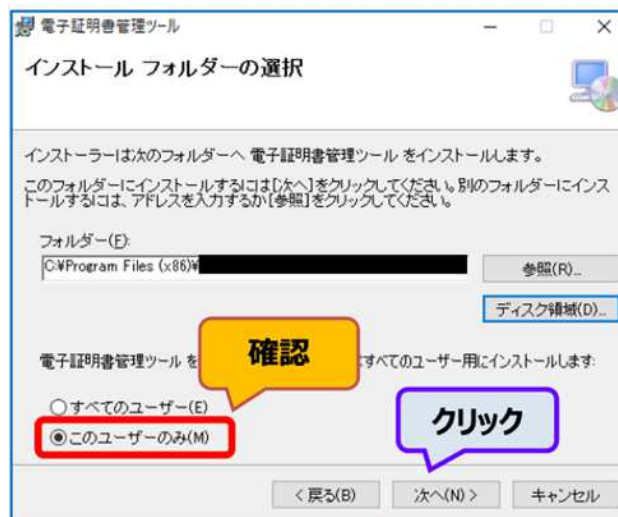 電子証明書管理ツール
インストール フォルダーの選択
インストーラーは次のフォルダーへ 電子証明書管理ツール をインストールします。
このフォルダーにインストールするには[次へ]をクリックしてください。別のフォルダーにインス
トールするには、アドレスを入力するか[参照]をクリックしてください。
フォルダー(F):
C:¥Program Files (x86)¥
参照(R)...
ディスク領域(D)...
確認
電子証明書管理ツール を
はすべてのユーザー用にインストールします:
すべてのユーザー(E)
クリック
このユーザーのみ(M)
< 戻る(B) 次へ(N) > キャンセル